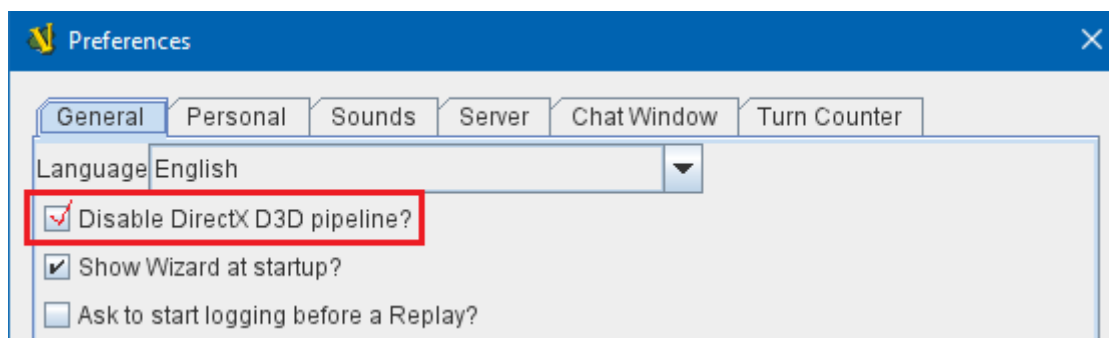 Preferences
General Personal Sounds Server Chat Window Turn Counter
Language English
Disable DirectX D3D pipeline?
Show Wizard at startup?
Ask to start logging before a Replay?